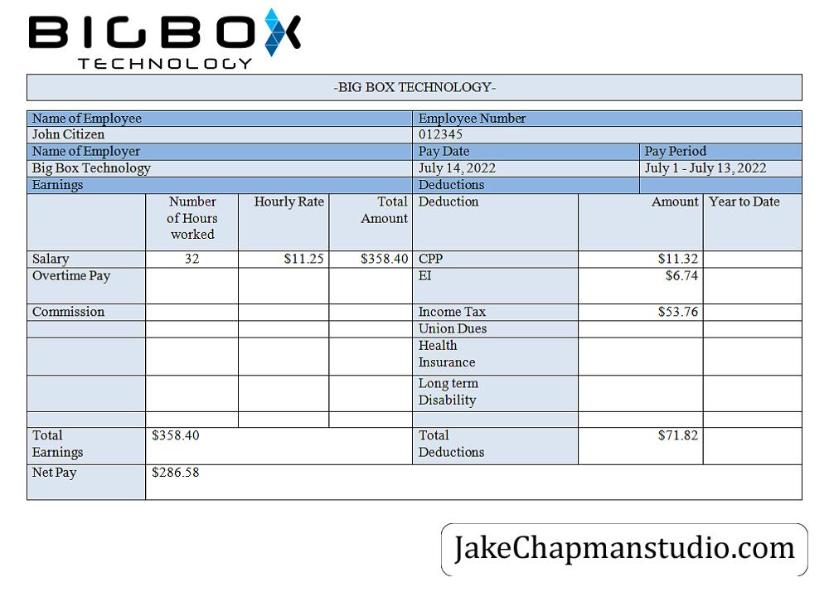 BIGBOX
TECHNOLOGY
-BIG BOX TECHNOLOGY-
Name of Employee Employee Number
John Citizen 012345
Name of Employer Pay Date Pay Period
Big Box Technology July 14, 2022 July 1 - July 13, 2022
Earnings Deductions
Number Hourly Rate Total Deduction Amount Year to Date
of Hours Amount
worked
Salary 32 $11.25 $358.40 CPP $11.32
Overtime Pay EI $6.74
Commission Income Tax $53.76
Union Dues
Health
Insurance
Long term
Disability
Total $358.40 Total $71.82
Earnings Deductions
Net Pay $286.58
JakeChapmanstudio.com